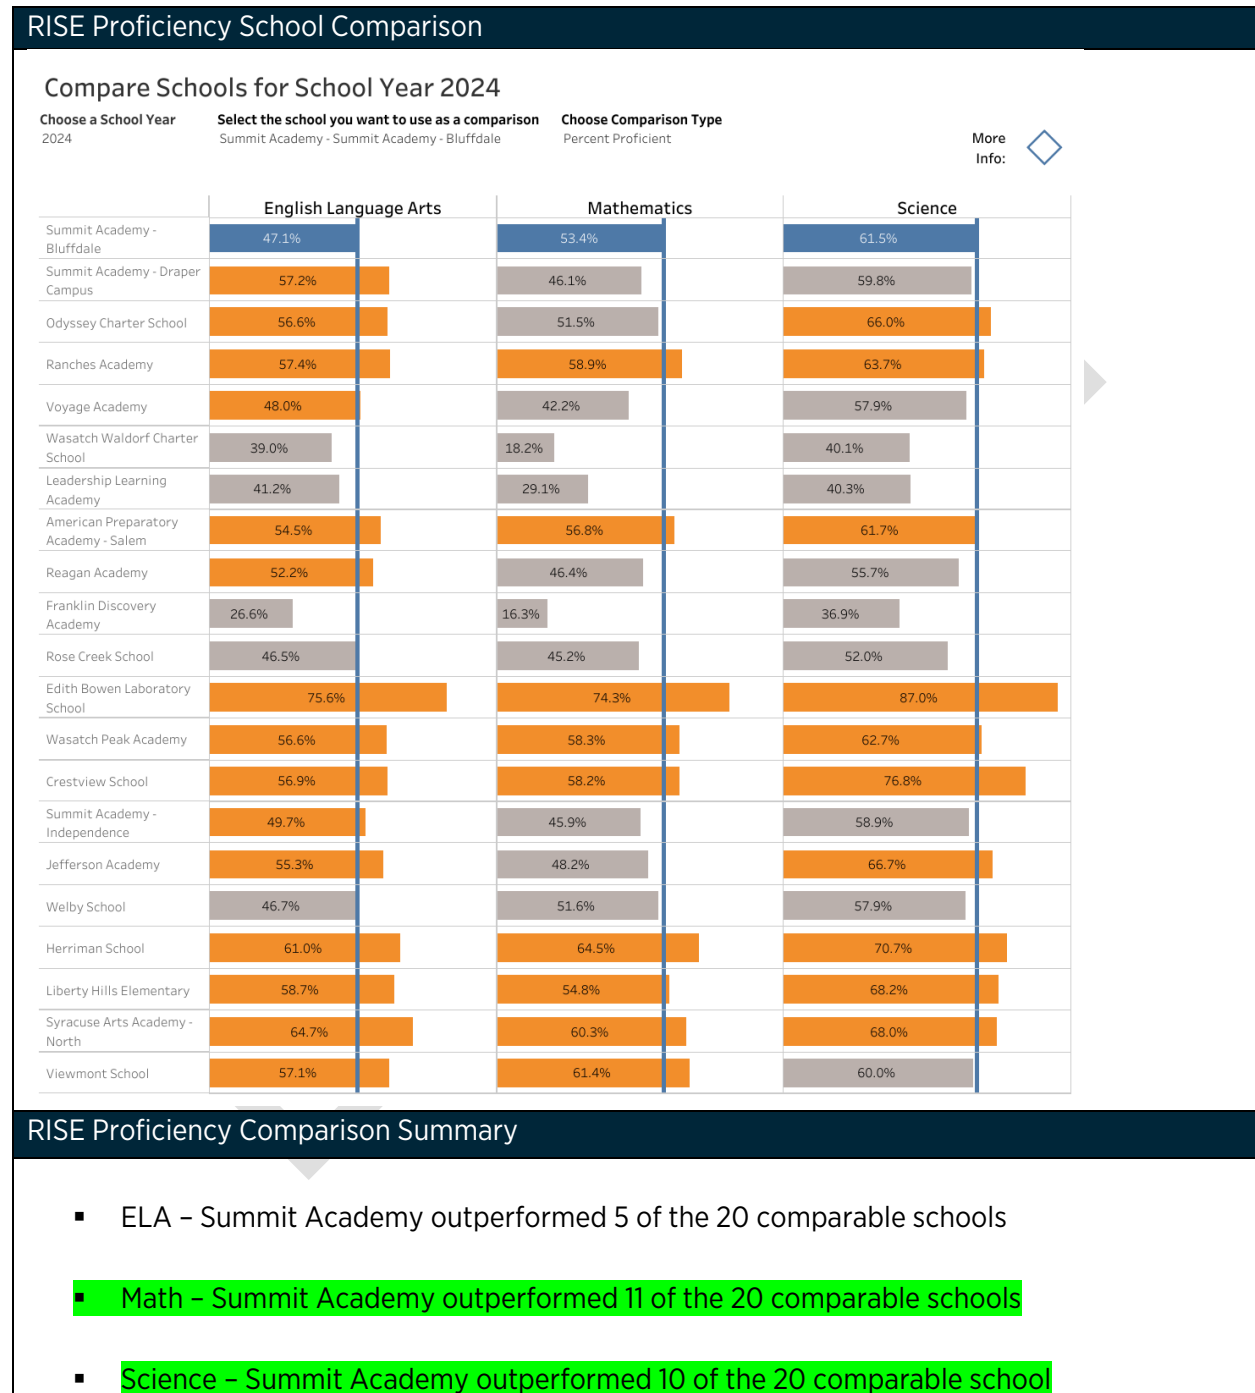 RISE Proficiency School Comparison
Compare Schools for School Year 2024
Choose a School Year Select the school you want to use as a comparison Choose Comparison Type
2024 Summit Academy - Summit Academy - Bluffdale Percent Proficient
More
Info:
English Language Arts Mathematics Science
Summit Academy -
Bluffdale 47.1% 53.4% 61.5%
Summit Academy - Draper
Campus 57.2% 46.1% 59.8%
Odyssey Charter School 56.6% 51.5% 66.0%
Ranches Academy 57.4% 58.9% 63.7%
Voyage Academy 48.0% 42.2% 57.9%
Wasatch Waldorf Charter
School 39.0% 18.2% 40.1%
Leadership Learning
Academy 41.2% 29.1% 40.3%
American Preparatory
Academy - Salem 54.5% 56.8% 61.7%
Reagan Academy 52.2% 46.4% 55.7%
Franklin Discovery
Academy 26.6% 16.3% 36.9%
Rose Creek School 46.5% 45.2% 52.0%
Edith Bowen Laboratory
School 75.6% 74.3% 87.0%
Wasatch Peak Academy 56.6% 58.3% 62.7%
Crestview School 56.9% 58.2% 76.8%
Summit Academy -
Independence 49.7% 45.9% 58.9%
Jefferson Academy 55.3% 48.2% 66.7%
Welby School 46.7% 51.6% 57.9%
Herriman School 61.0% 64.5% 70.7%
Liberty Hills Elementary 58.7% 54.8% 68.2%
Syracuse Arts Academy -
North 64.7% 60.3% 68.0%
Viewmont School 57.1% 61.4% 60.0%
RISE Proficiency Comparison Summary
▪ ELA – Summit Academy outperformed 5 of the 20 comparable schools
▪ Math – Summit Academy outperformed 11 of the 20 comparable schools
▪ Science – Summit Academy outperformed 10 of the 20 comparable school